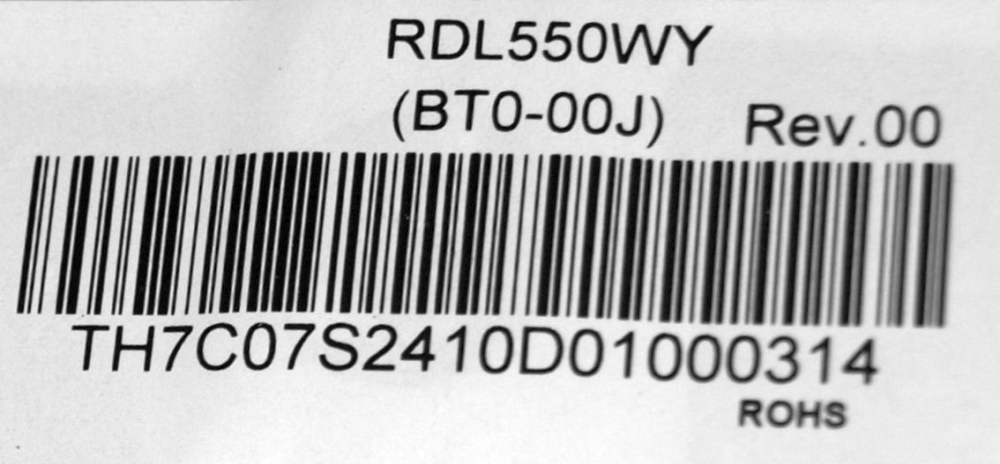 RDL550WY
(BT0-00J) Rev.00
TH7C07S2410D01000314
ROHS